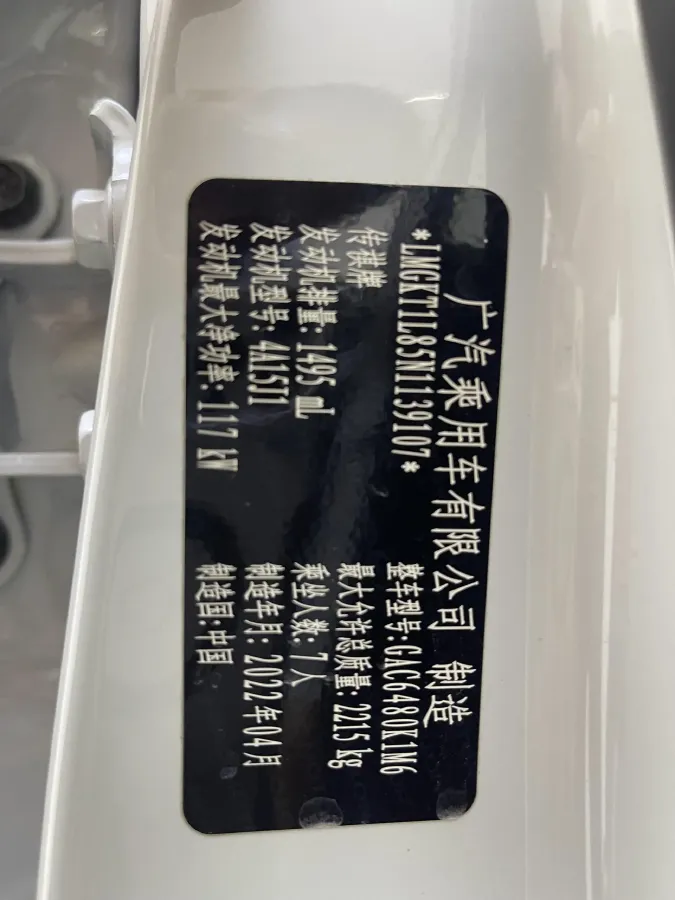 广汽乘用车有限公司 制造
*LMGKT1L85N1139107* 整车型号:GAC6480K1M6
传祺牌 最大允许总质量: 2215 kg
发动机排量: 1495 mL 乘坐人数: 7人
发动机型号: 4A15J1 制造年月: 2022年04月
发动机最大净功率: 117 kW 制造国:中国